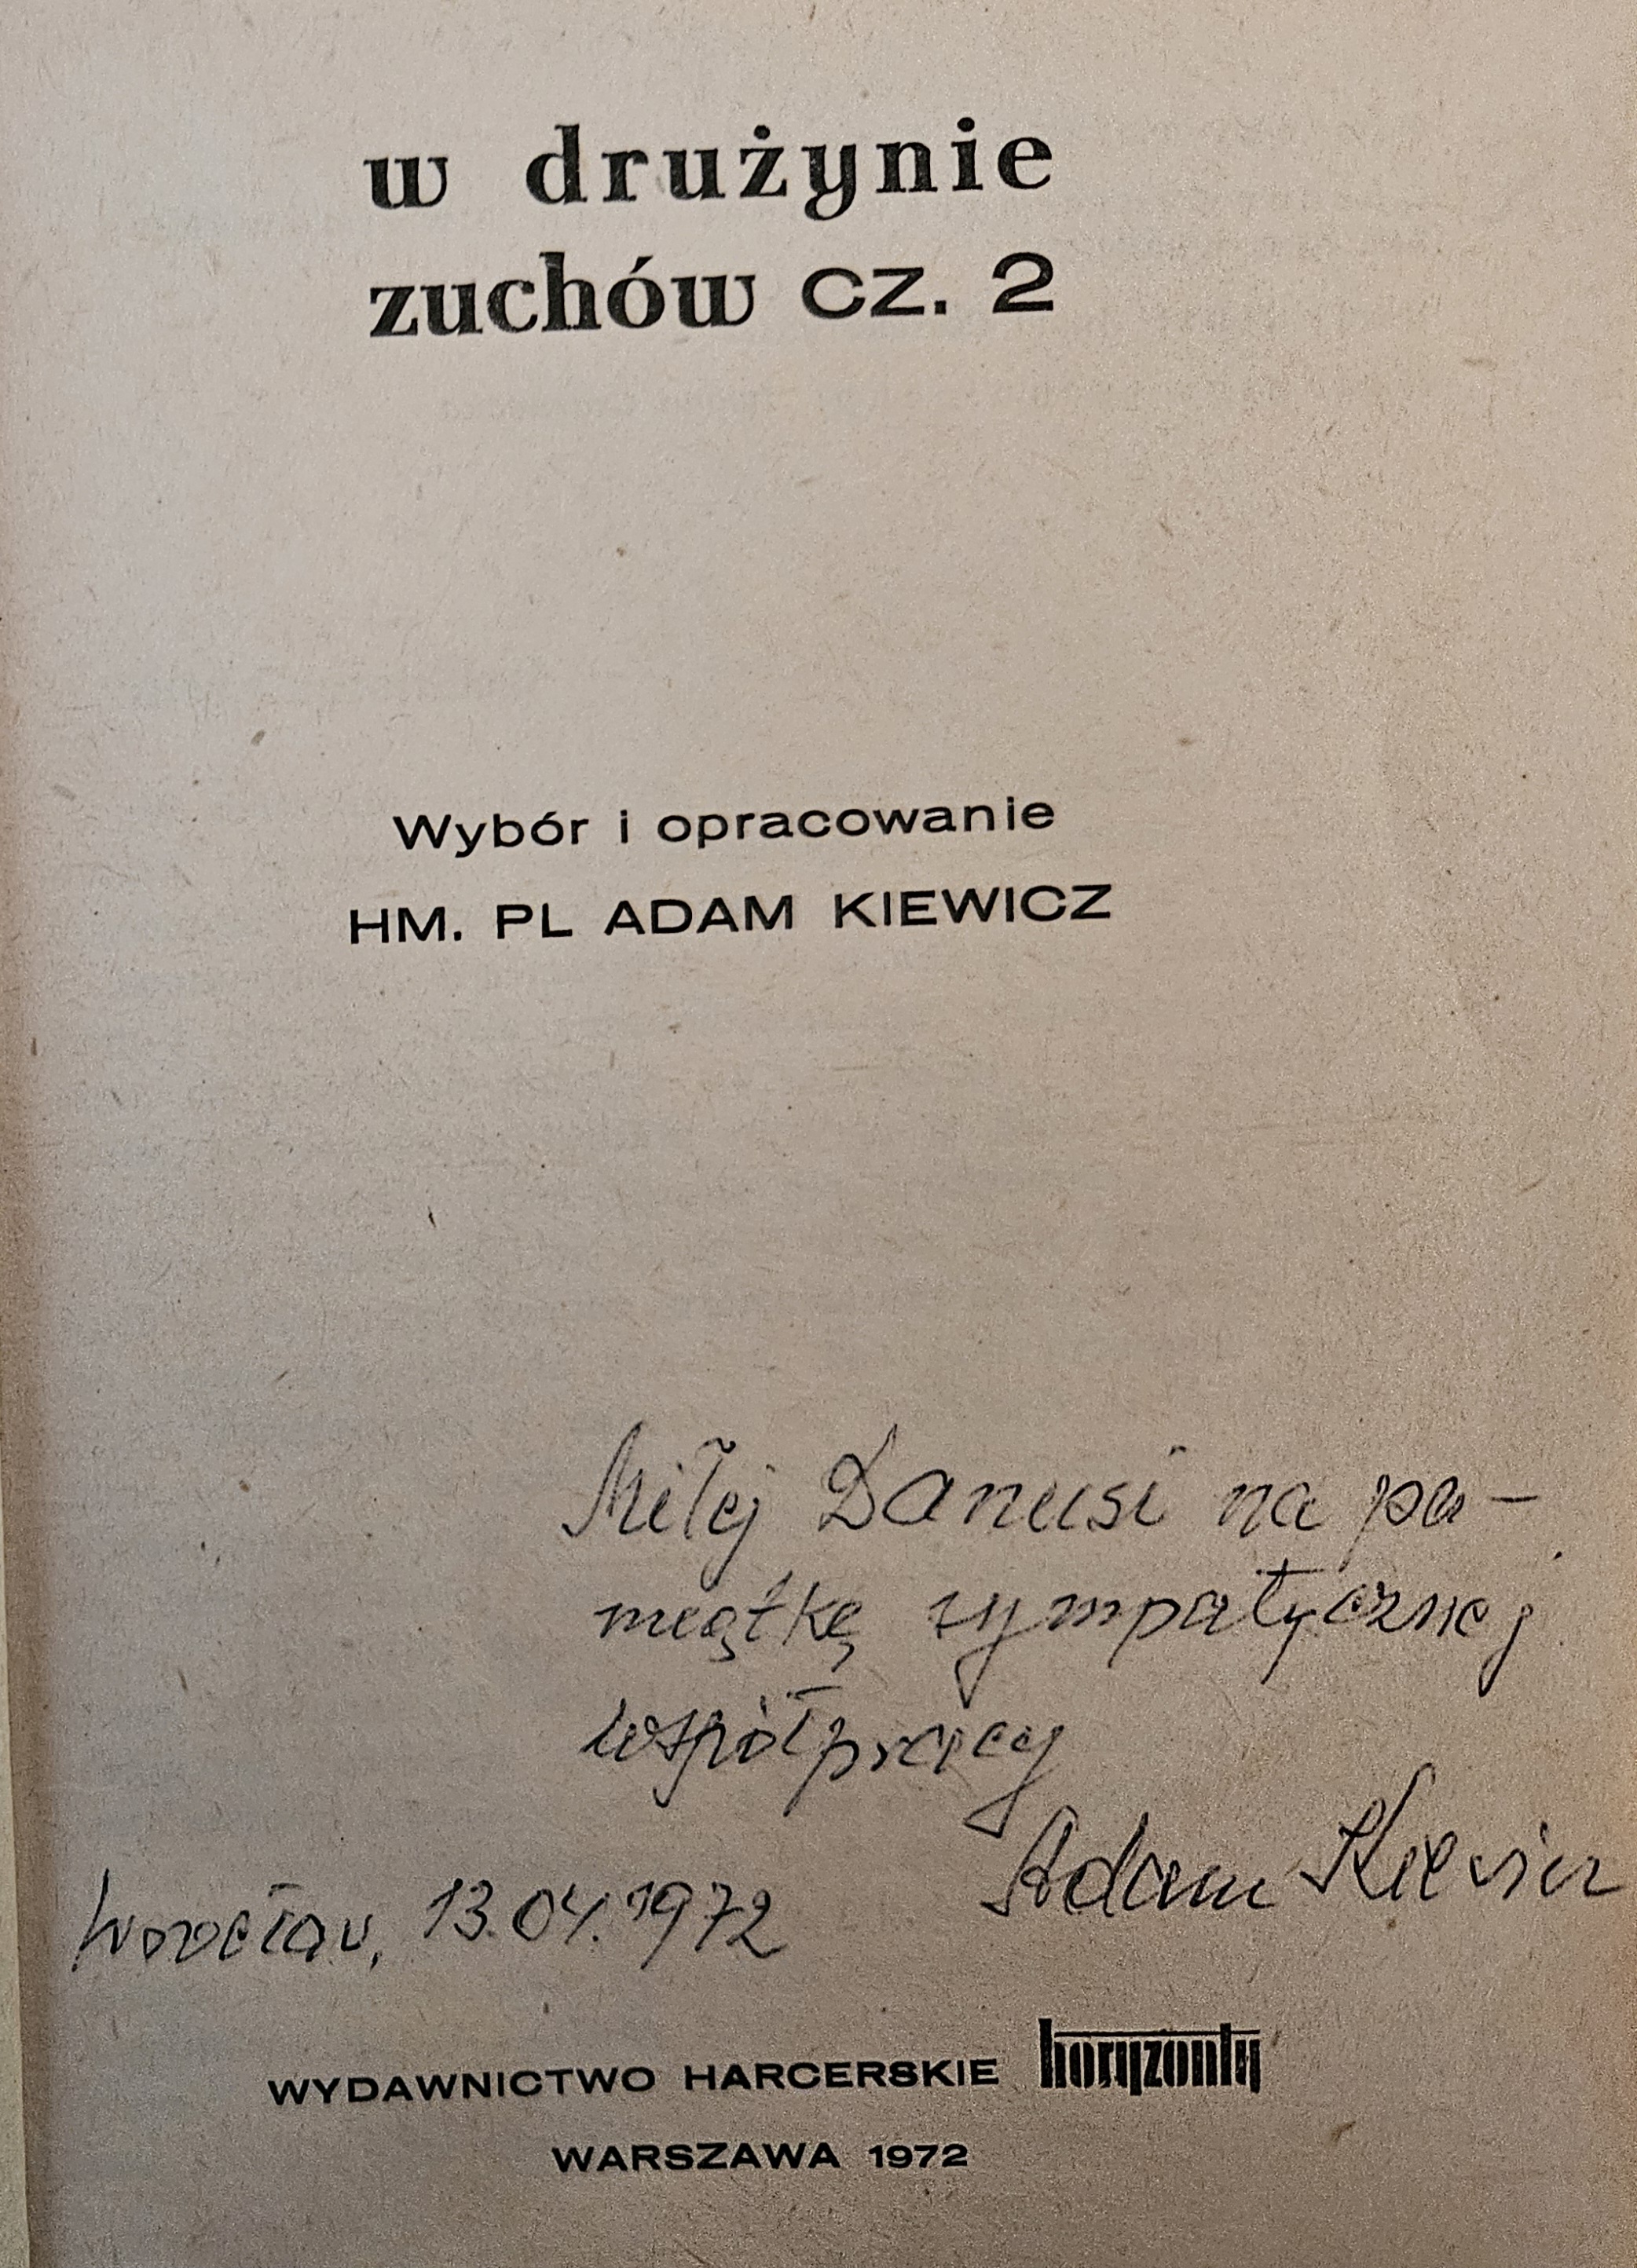 w drużynie
zuchów cz. 2
Wybór i opracowanie
HM. PL ADAM KIEWICZ
Miłej Danusi na pa-
miątkę sympatycznej
współpracy
Adam Kiewicz
Wrocław, 13.04.1972
WYDAWNICTWO HARCERSKIE horyzonty
WARSZAWA 1972